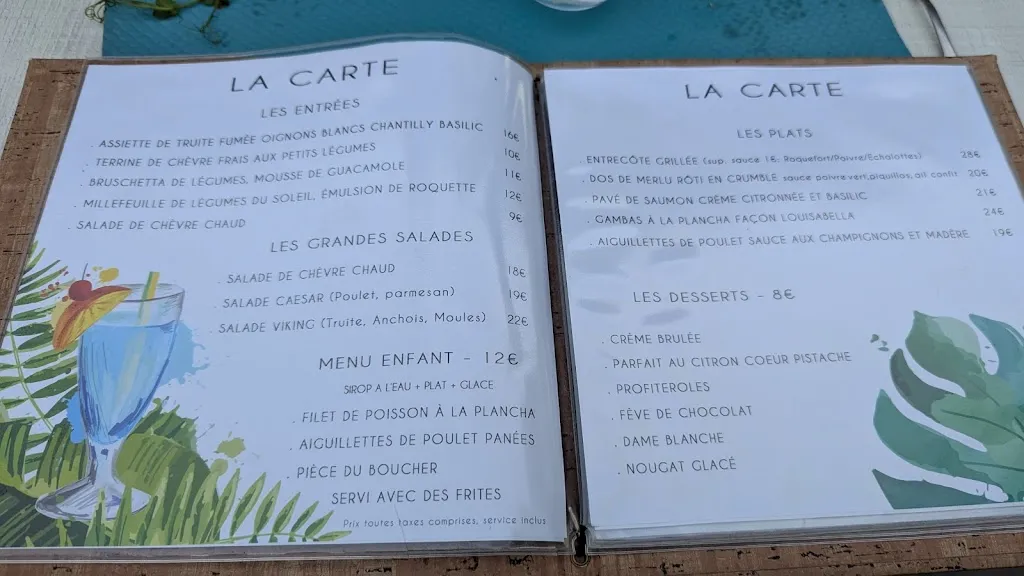 LA CARTE
LES ENTRÉES
. ASSIETTE DE TRUITE FUMÉE OIGNONS BLANCS CHANTILLY BASILIC 16€
. TERRINE DE CHÈVRE FRAIS AUX PETITS LÉGUMES 10€
. BRUSCHETTA DE LÉGUMES, MOUSSE DE GUACAMOLE 11€
. MILLEFEUILLE DE LÉGUMES DU SOLEIL, ÉMULSION DE ROQUETTE 12€
. SALADE DE CHÈVRE CHAUD 9€
LES GRANDES SALADES
. SALADE DE CHÈVRE CHAUD 18€
. SALADE CAESAR (Poulet, parmesan) 19€
. SALADE VIKING (Truite, Anchois, Moules) 22€
MENU ENFANT - 12€
SIROP A L'EAU + PLAT + GLACE
. FILET DE POISSON À LA PLANCHA
. AIGUILLETTES DE POULET PANÉES
. PIÈCE DU BOUCHER
SERVI AVEC DES FRITES
Prix toutes taxes comprises, service inclus
LA CARTE
LES PLATS
. ENTRECÔTE GRILLÉE (sup. sauce 1€: Roquefort/Poivre/Echalottes) 28€
. DOS DE MERLU RÔTI EN CRUMBLE sauce poivre vert,piquillos,ail confit 20€
. PAVÉ DE SAUMON CRÈME CITRONNÉE ET BASILIC 21€
. GAMBAS À LA PLANCHA FAÇON LOUISABELLA 24€
. AIGUILLETTES DE POULET SAUCE AUX CHAMPIGNONS ET MADÈRE 19€
LES DESSERTS - 8€
. CRÈME BRULÉE
. PARFAIT AU CITRON COEUR PISTACHE
. PROFITEROLES
. FÈVE DE CHOCOLAT
. DAME BLANCHE
. NOUGAT GLACÉ